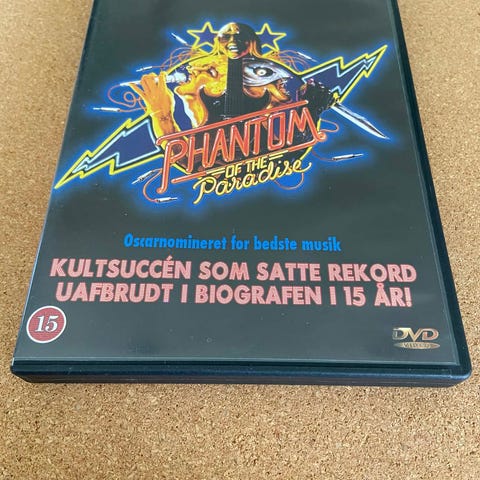 PHANTOM
OF THE
Paradise
Oscarnomineret for bedste musik
KULTSUCCÉN SOM SATTE REKORD
UAFBRUDT I BIOGRAFEN I 15 ÅR!
15
DVD
VIDEO